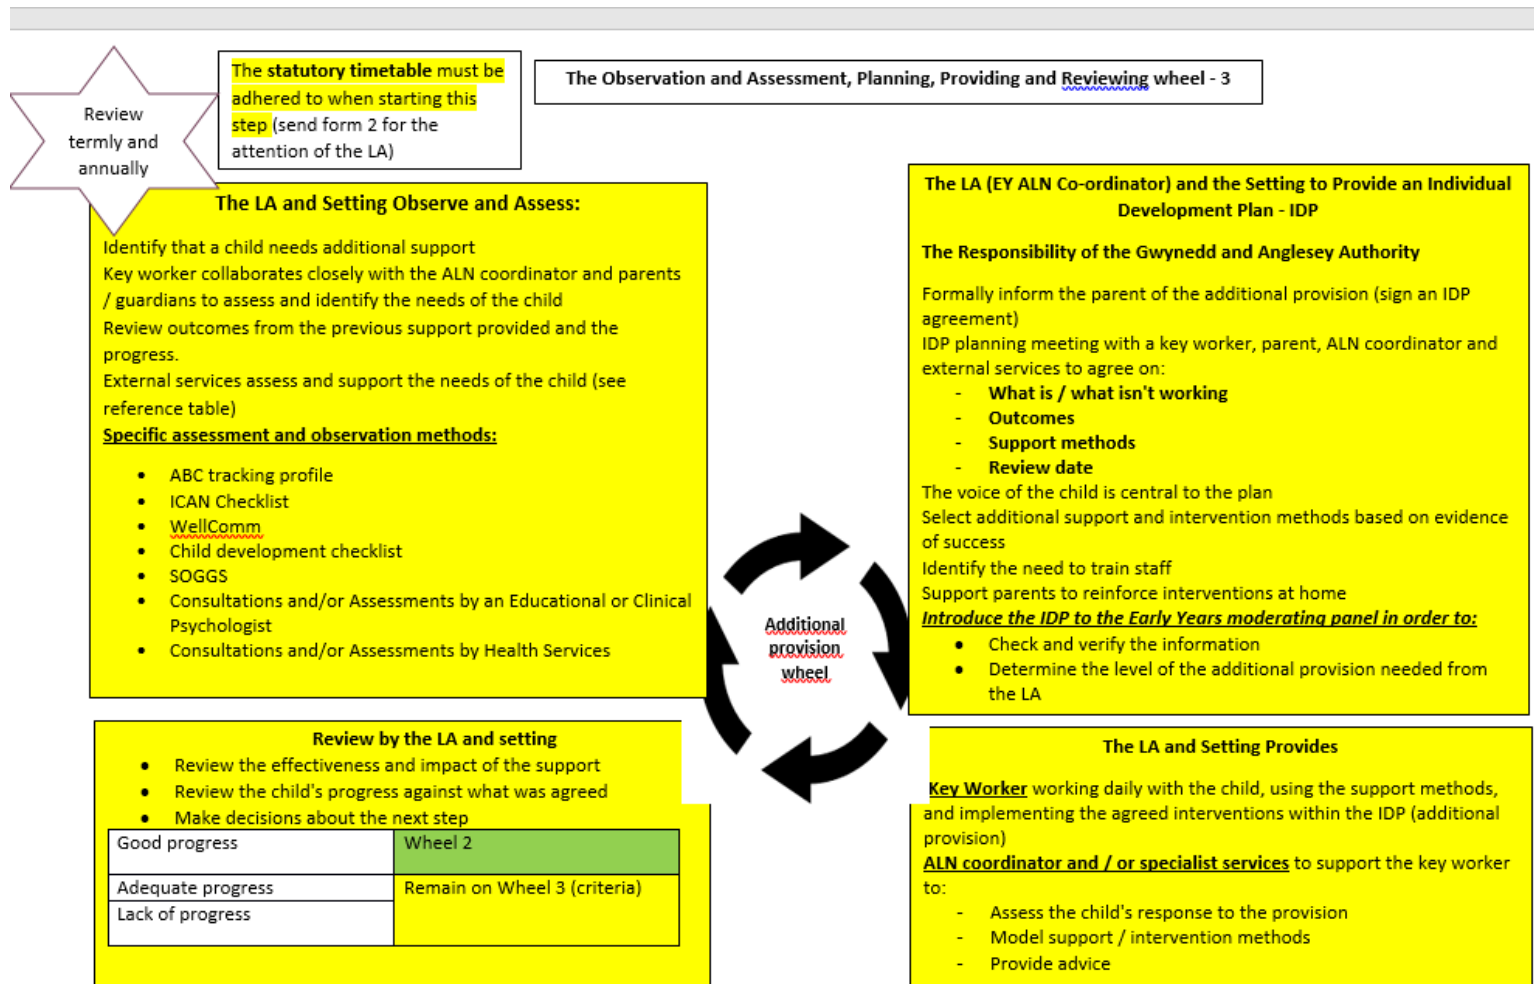 Review
termly and
annually
The statutory timetable must be
adhered to when starting this
step (send form 2 for the
attention of the LA)
The Observation and Assessment, Planning, Providing and Reviewing wheel - 3
The LA and Setting Observe and Assess:
Identify that a child needs additional support
Key worker collaborates closely with the ALN coordinator and parents
/ guardians to assess and identify the needs of the child
Review outcomes from the previous support provided and the
progress.
External services assess and support the needs of the child (see
reference table)
Specific assessment and observation methods:
• ABC tracking profile
• ICAN Checklist
• WellComm
• Child development checklist
• SOGGS
• Consultations and/or Assessments by an Educational or Clinical
Psychologist
• Consultations and/or Assessments by Health Services
The LA (EY ALN Co-ordinator) and the Setting to Provide an Individual
Development Plan - IDP
The Responsibility of the Gwynedd and Anglesey Authority
Formally inform the parent of the additional provision (sign an IDP
agreement)
IDP planning meeting with a key worker, parent, ALN coordinator and
external services to agree on:
- What is / what isn't working
- Outcomes
- Support methods
- Review date
The voice of the child is central to the plan
Select additional support and intervention methods based on evidence
of success
Identify the need to train staff
Support parents to reinforce interventions at home
Introduce the IDP to the Early Years moderating panel in order to:
• Check and verify the information
• Determine the level of the additional provision needed from
the LA
Additional
provision
wheel
Review by the LA and setting
• Review the effectiveness and impact of the support
• Review the child's progress against what was agreed
• Make decisions about the next step
Good progress Wheel 2
Adequate progress Remain on Wheel 3 (criteria)
Lack of progress
The LA and Setting Provides
Key Worker working daily with the child, using the support methods,
and implementing the agreed interventions within the IDP (additional
provision)
ALN coordinator and / or specialist services to support the key worker
to:
- Assess the child's response to the provision
- Model support / intervention methods
- Provide advice